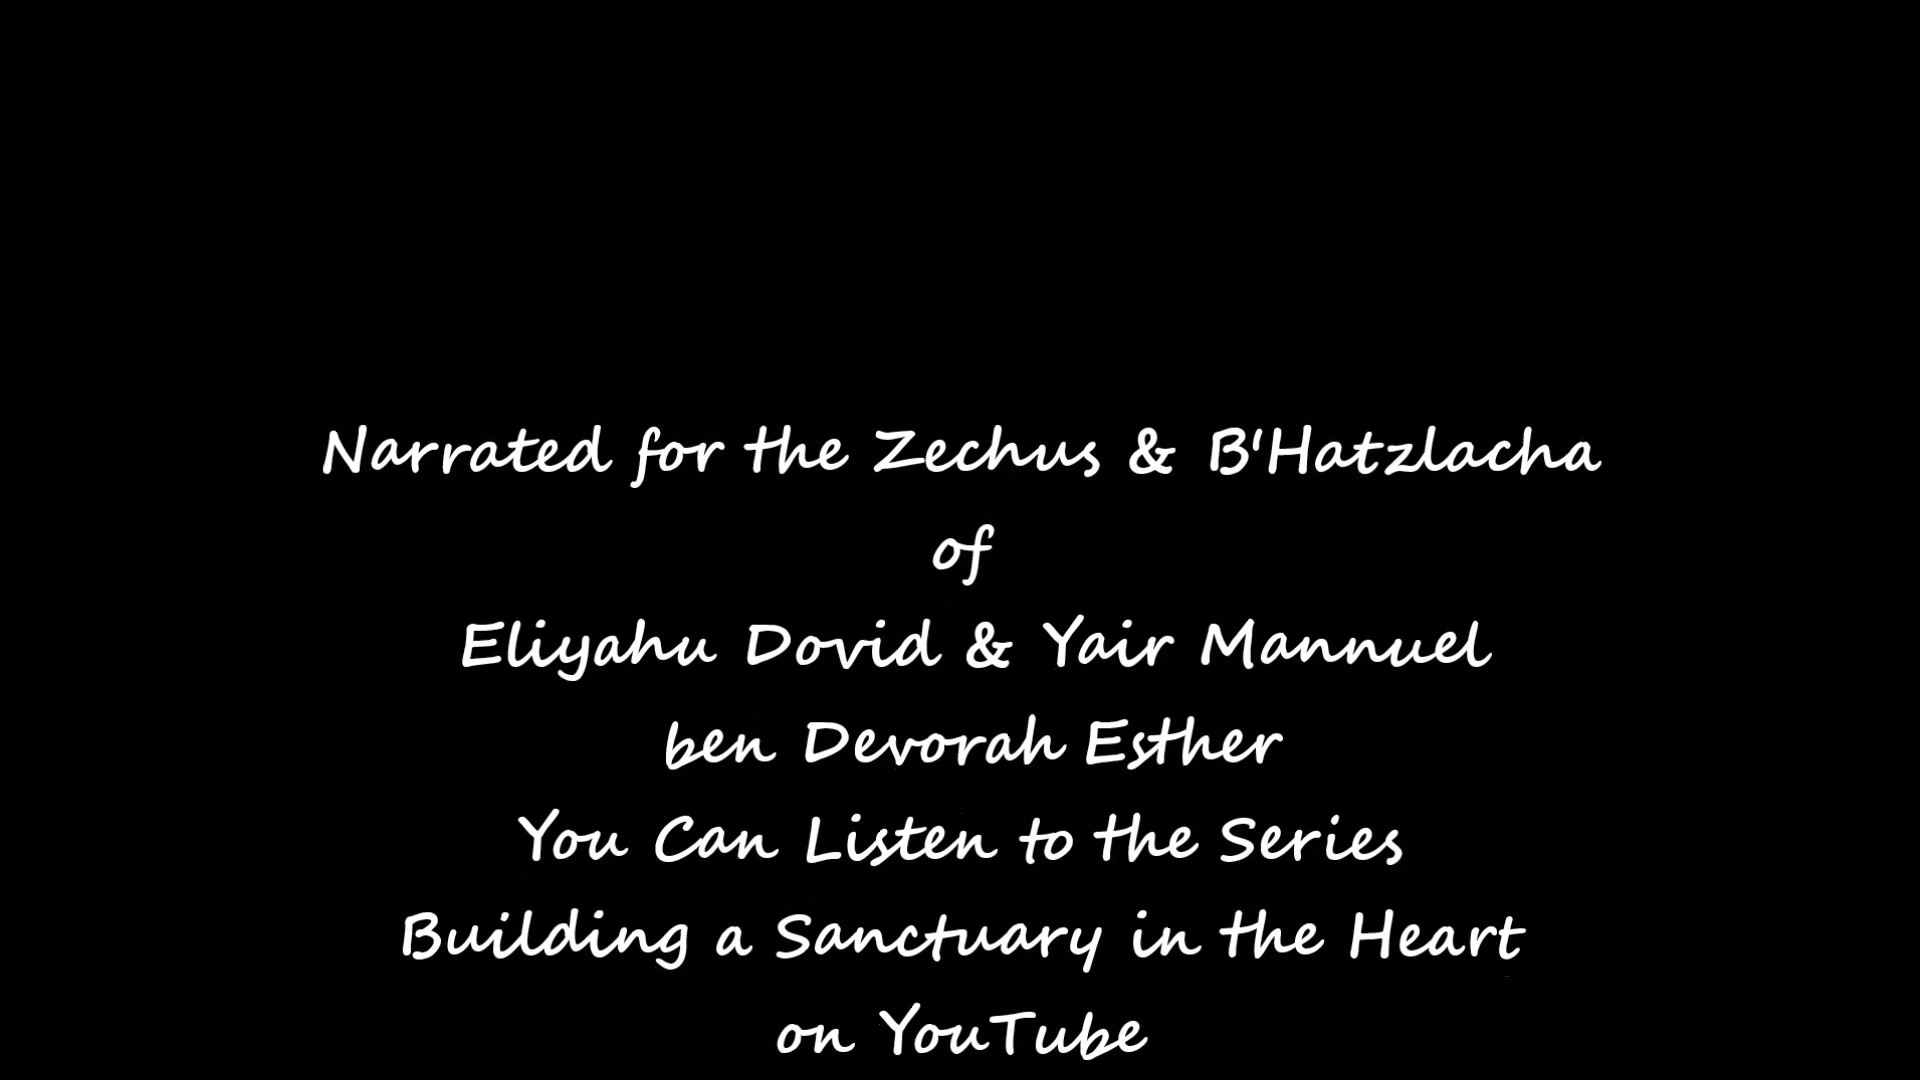 Narrated for the Zechus & B'Hatzlacha
of
Eliyahu Dovid & Yair Mannuel
ben Devorah Esther
You Can Listen to the Series
Building a Sanctuary in the Heart
on YouTube